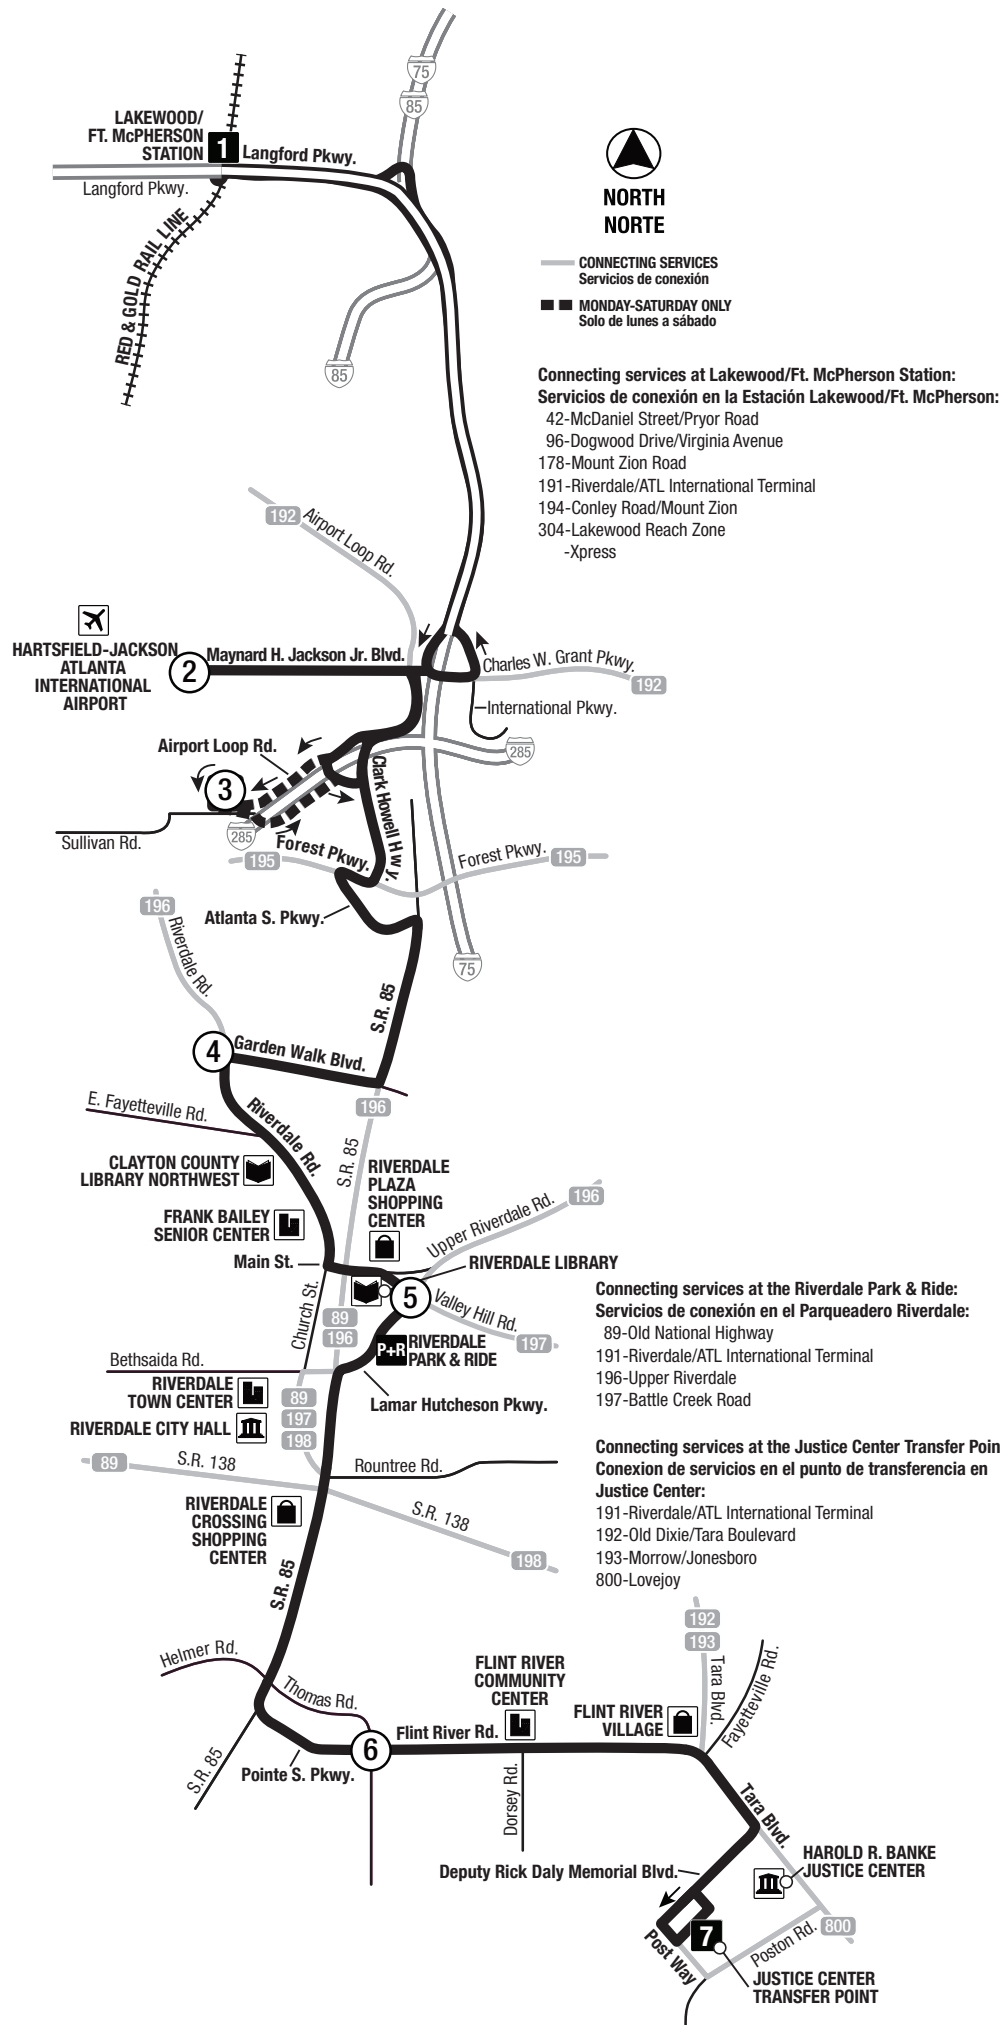 75
85
LAKEWOOD/
FT. McPHERSON
STATION
1
Langford Pkwy.
Langford Pkwy.
RED & GOLD RAIL LINE
85
NORTH
NORTE
CONNECTING SERVICES
Servicios de conexión
MONDAY-SATURDAY ONLY
Solo de lunes a sábado
Connecting services at Lakewood/Ft. McPherson Station:
Servicios de conexión en la Estación Lakewood/Ft. McPherson:
42-McDaniel Street/Pryor Road
96-Dogwood Drive/Virginia Avenue
178-Mount Zion Road
191-Riverdale/ATL International Terminal
194-Conley Road/Mount Zion
304-Lakewood Reach Zone
-Xpress
192
Airport Loop Rd.
HARTSFIELD-JACKSON
ATLANTA
INTERNATIONAL
AIRPORT
2
Maynard H. Jackson Jr. Blvd.
Charles W. Grant Pkwy.
192
International Pkwy.
Airport Loop Rd.
285
3
Clark Howell Hwy.
Sullivan Rd.
285
Forest Pkwy.
195
Forest Pkwy.
195
196
Riverdale Rd.
Atlanta S. Pkwy.
75
S.R. 85
4
Garden Walk Blvd.
196
E. Fayetteville Rd.
Riverdale Rd.
S.R. 85
CLAYTON COUNTY
LIBRARY NORTHWEST
RIVERDALE
PLAZA
SHOPPING
CENTER
196
Upper Riverdale Rd.
FRANK BAILEY
SENIOR CENTER
Main St.
RIVERDALE LIBRARY
Church St.
5
Valley Hill Rd.
197
89
196
P+R
RIVERDALE
PARK & RIDE
Connecting services at the Riverdale Park & Ride:
Servicios de conexión en el Parqueadero Riverdale:
89-Old National Highway
191-Riverdale/ATL International Terminal
196-Upper Riverdale
197-Battle Creek Road
Bethsaida Rd.
RIVERDALE
TOWN CENTER
89
197
198
Lamar Hutcheson Pkwy.
RIVERDALE CITY HALL
89
S.R. 138
Rountree Rd.
Connecting services at the Justice Center Transfer Poin
Conexion de servicios en el punto de transferencia en
Justice Center:
191-Riverdale/ATL International Terminal
192-Old Dixie/Tara Boulevard
193-Morrow/Jonesboro
800-Lovejoy
RIVERDALE
CROSSING
SHOPPING
CENTER
S.R. 138
198
S.R. 85
192
193
Helmer Rd.
Thomas Rd.
FLINT RIVER
COMMUNITY
CENTER
FLINT RIVER
VILLAGE
Tara Blvd.
Fayetteville Rd.
6
Flint River Rd.
S.R. 85
Pointe S. Pkwy.
Dorsey Rd.
Tara Blvd.
Deputy Rick Daly Memorial Blvd.
HAROLD R. BANKE
JUSTICE CENTER
7
800
Post Way
Poston Rd.
JUSTICE CENTER
TRANSFER POINT